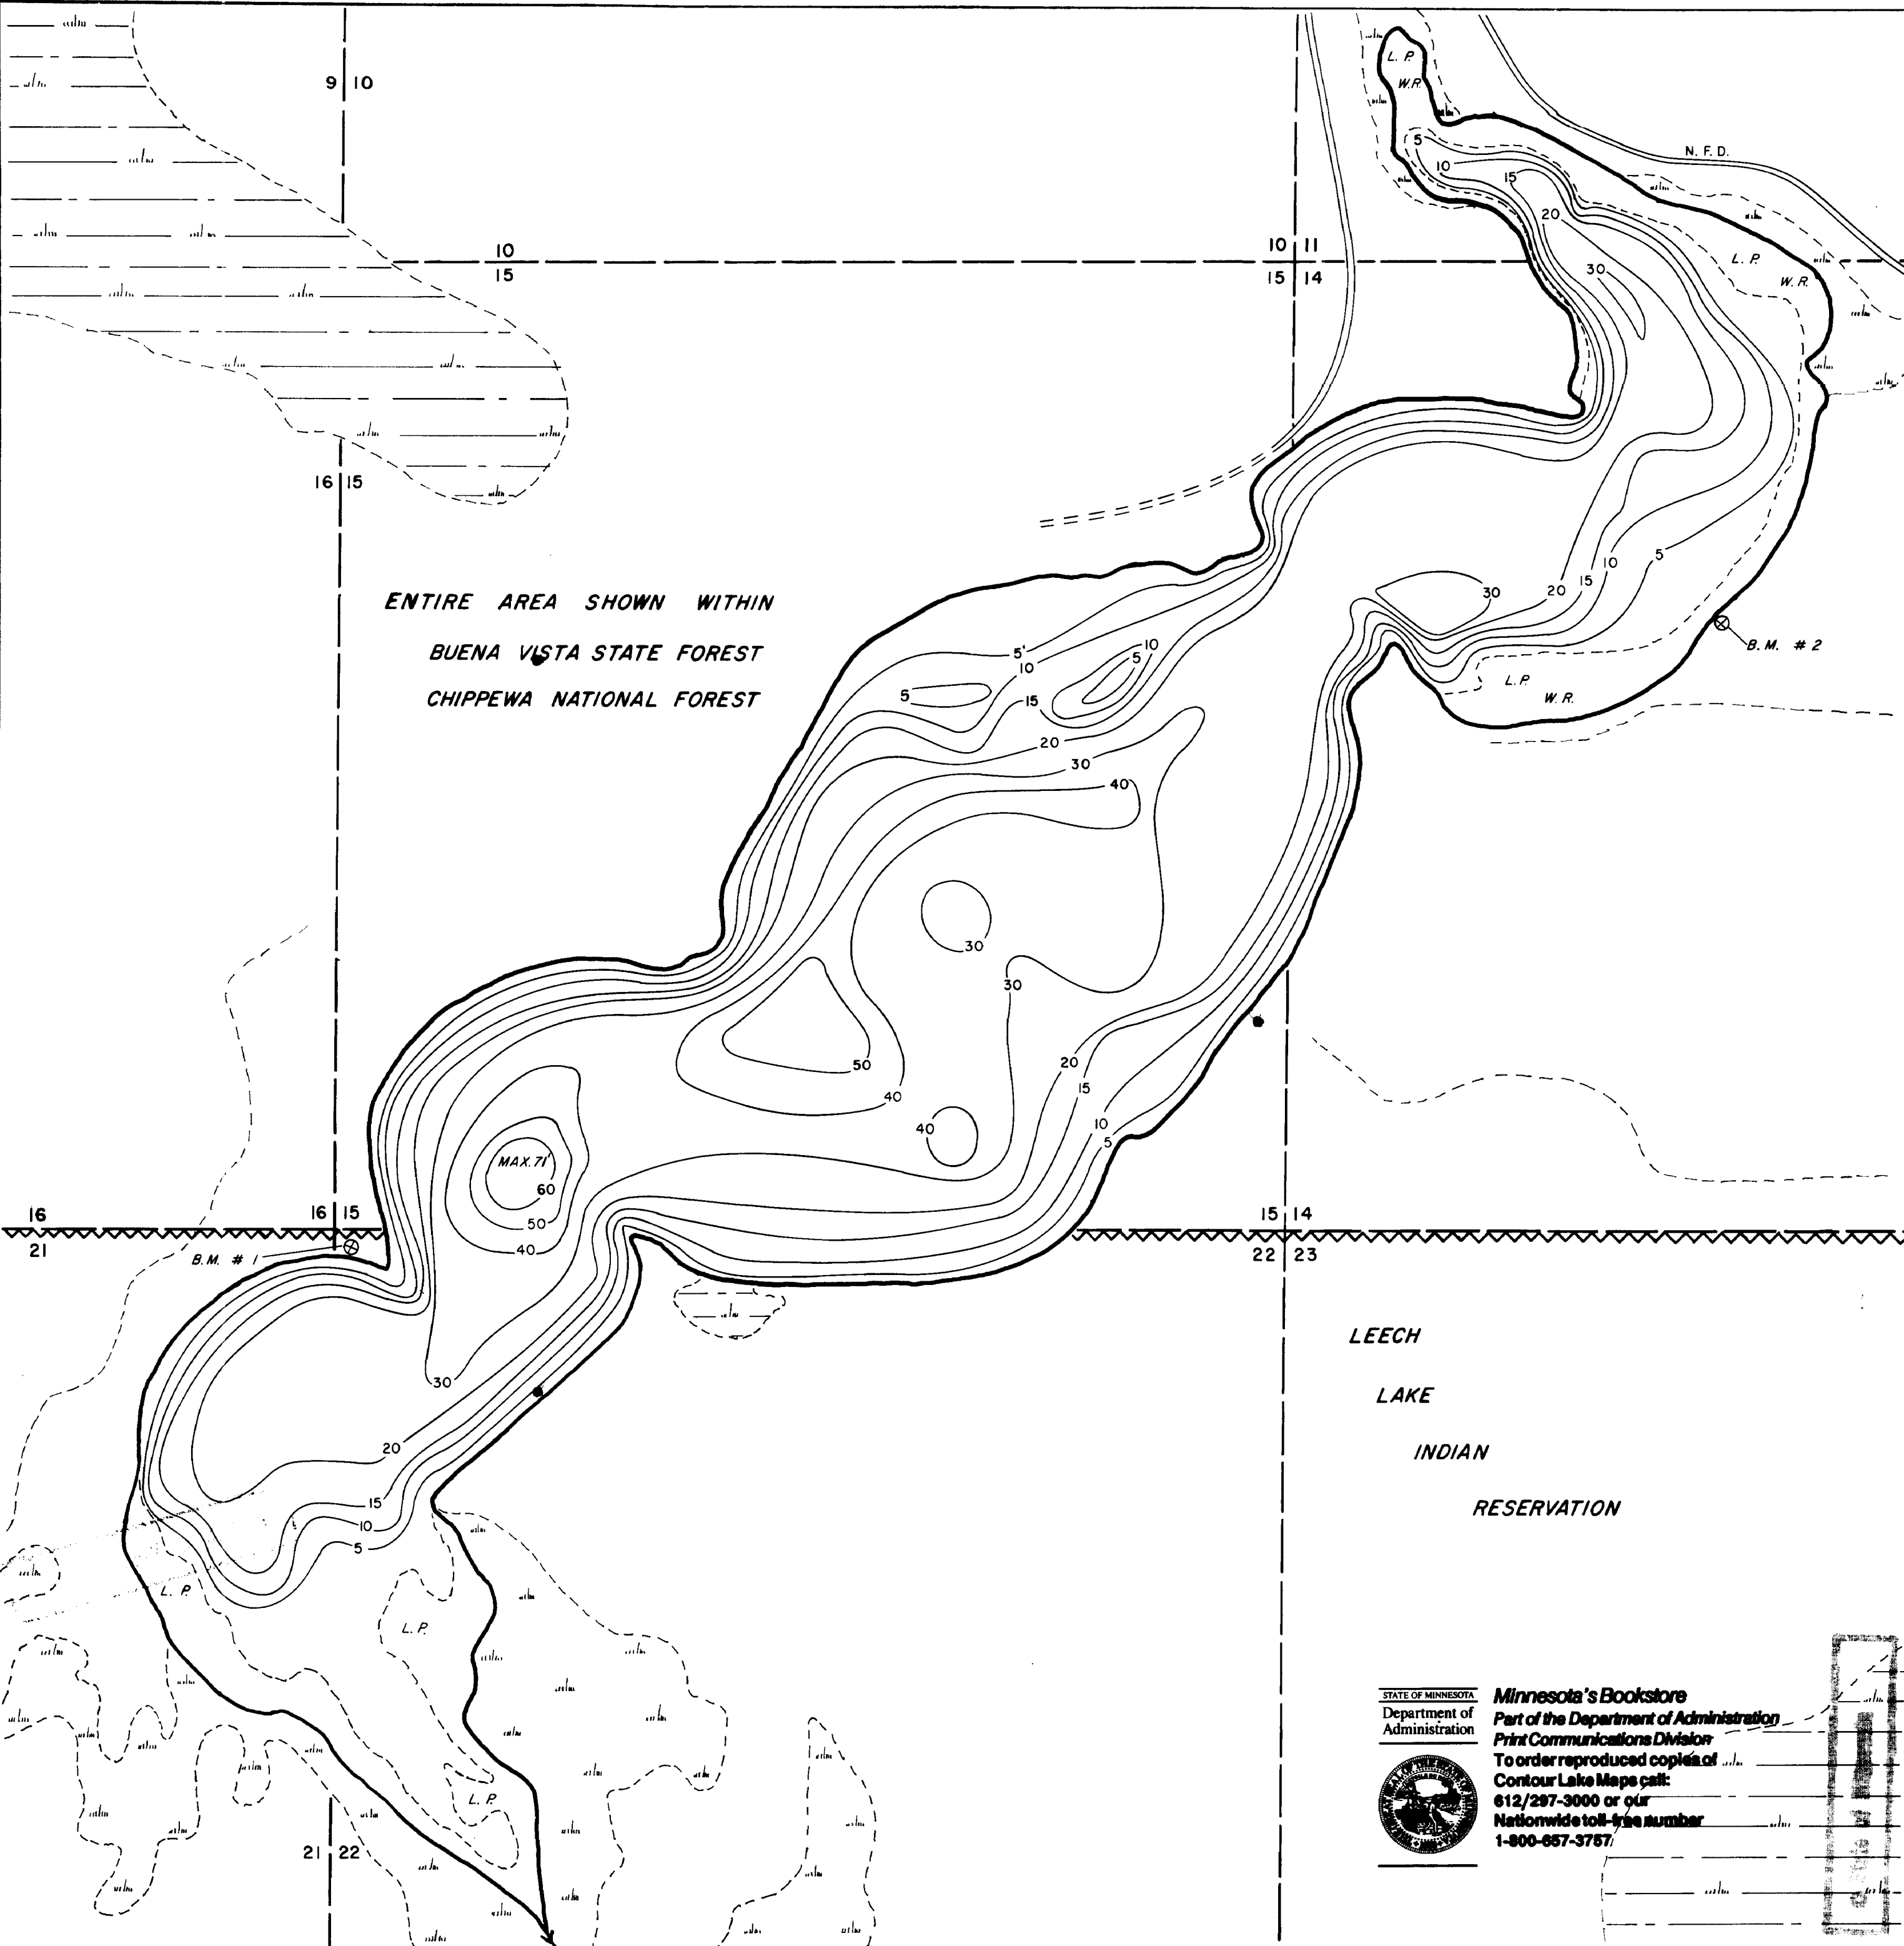 9 10
L. P.
W.R.
5
10
15
N. F. D.
20
10
15
10 11
15 14
30
L. P.
W. R.
16 15
ENTIRE AREA SHOWN WITHIN
BUENA VISTA STATE FOREST
CHIPPEWA NATIONAL FOREST
5
10
15
20
30
B. M. # 2
L. P.
W. R.
5'
10
10
5
5
15
20
30
40
30
30
50
20
15
40
10
40
5
MAX. 71'
60
50
40
16
21
16 15
B. M. # 1
15 14
22 23
LEECH
LAKE
INDIAN
RESERVATION
30
20
15
10
5
L. P.
L. P.
L. P.
21 22
STATE OF MINNESOTA
Department of
Administration
Minnesota's Bookstore
Part of the Department of Administration
Print Communications Division
To order reproduced copies of
Contour Lake Maps call:
612/297-3000 or our
Nationwide toll-free number
1-800-657-3757